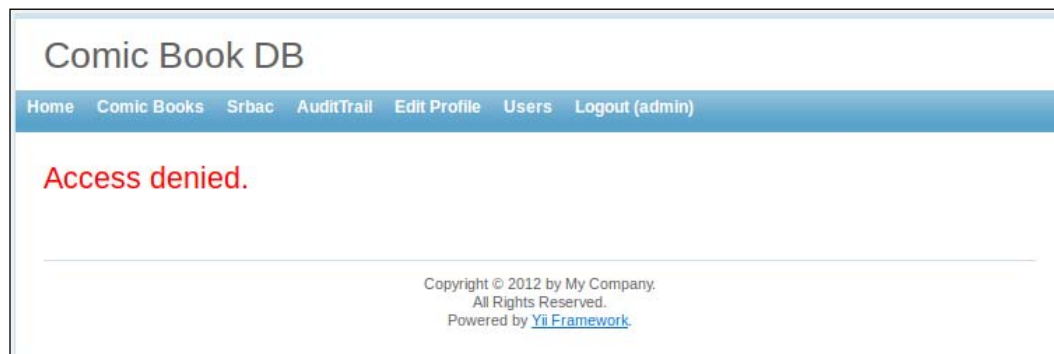 Comic Book DB
Home Comic Books Srbac AuditTrail Edit Profile Users Logout (admin)
Access denied.
Copyright © 2012 by My Company.
All Rights Reserved.
Powered by Yii Framework.